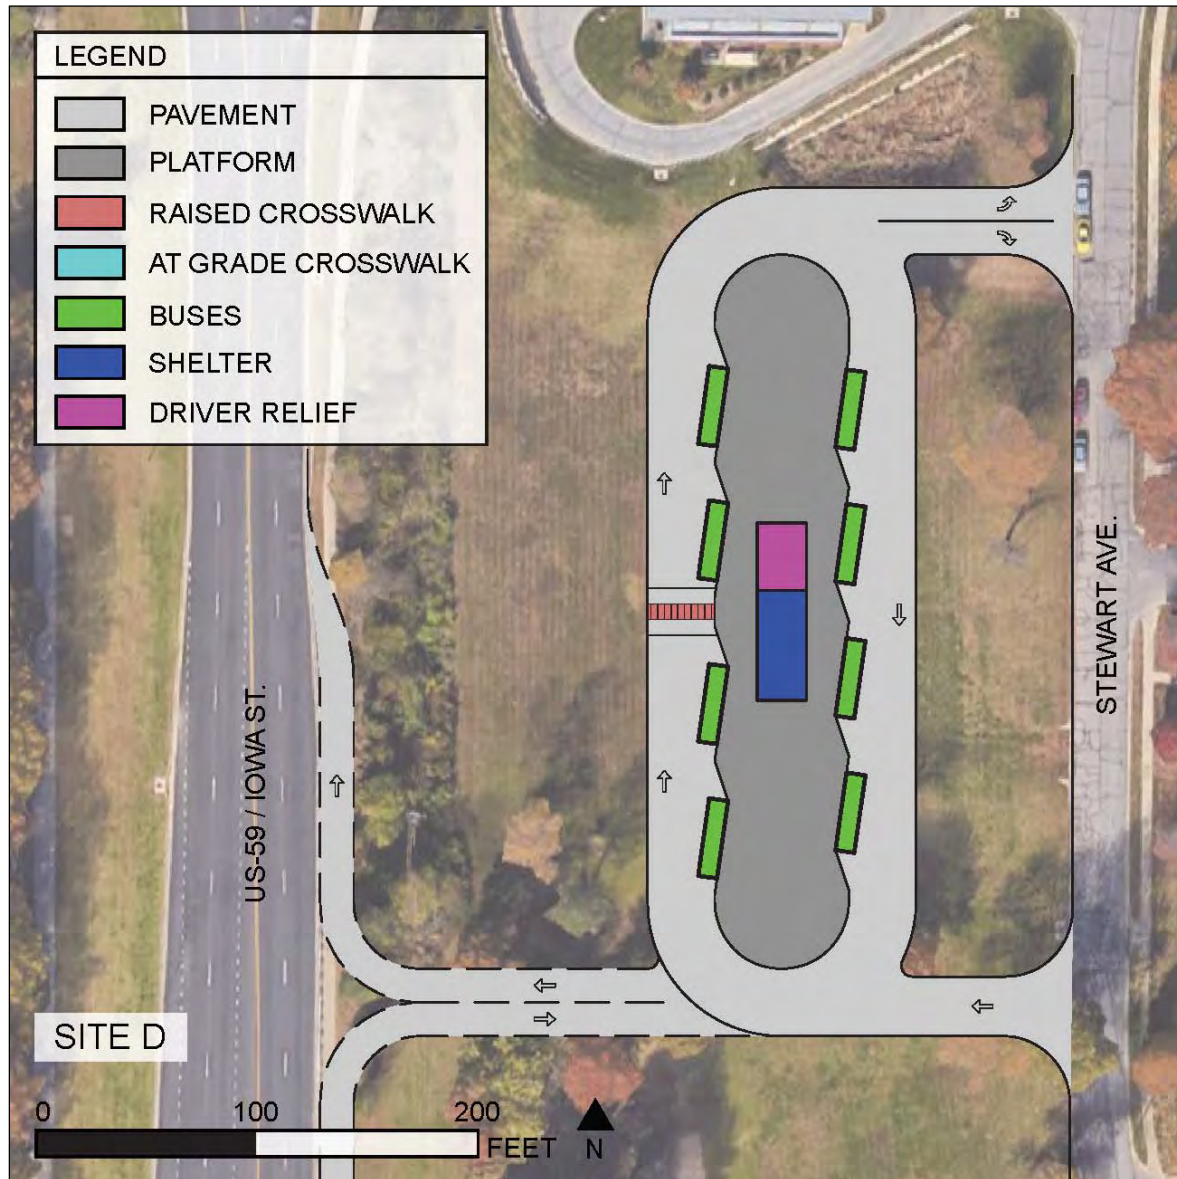 LEGEND
PAVEMENT
PLATFORM
RAISED CROSSWALK
AT GRADE CROSSWALK
BUSES
SHELTER
DRIVER RELIEF
US-59 / IOWA ST.
STEWART AVE.
SITE D
0 100 200
FEET N